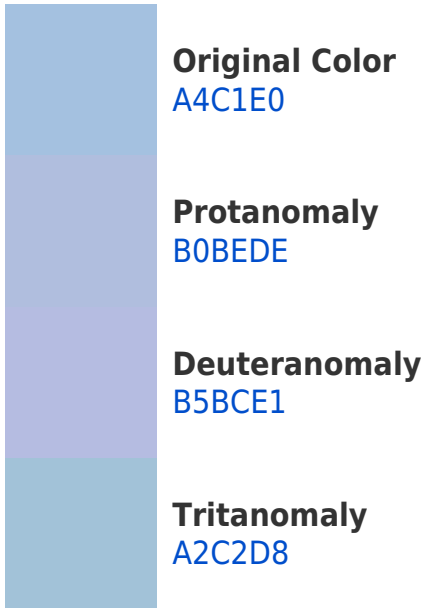 Original Color
A4C1E0
Protanomaly
B0BEDE
Deuteranomaly
B5BCE1
Tritanomaly
A2C2D8